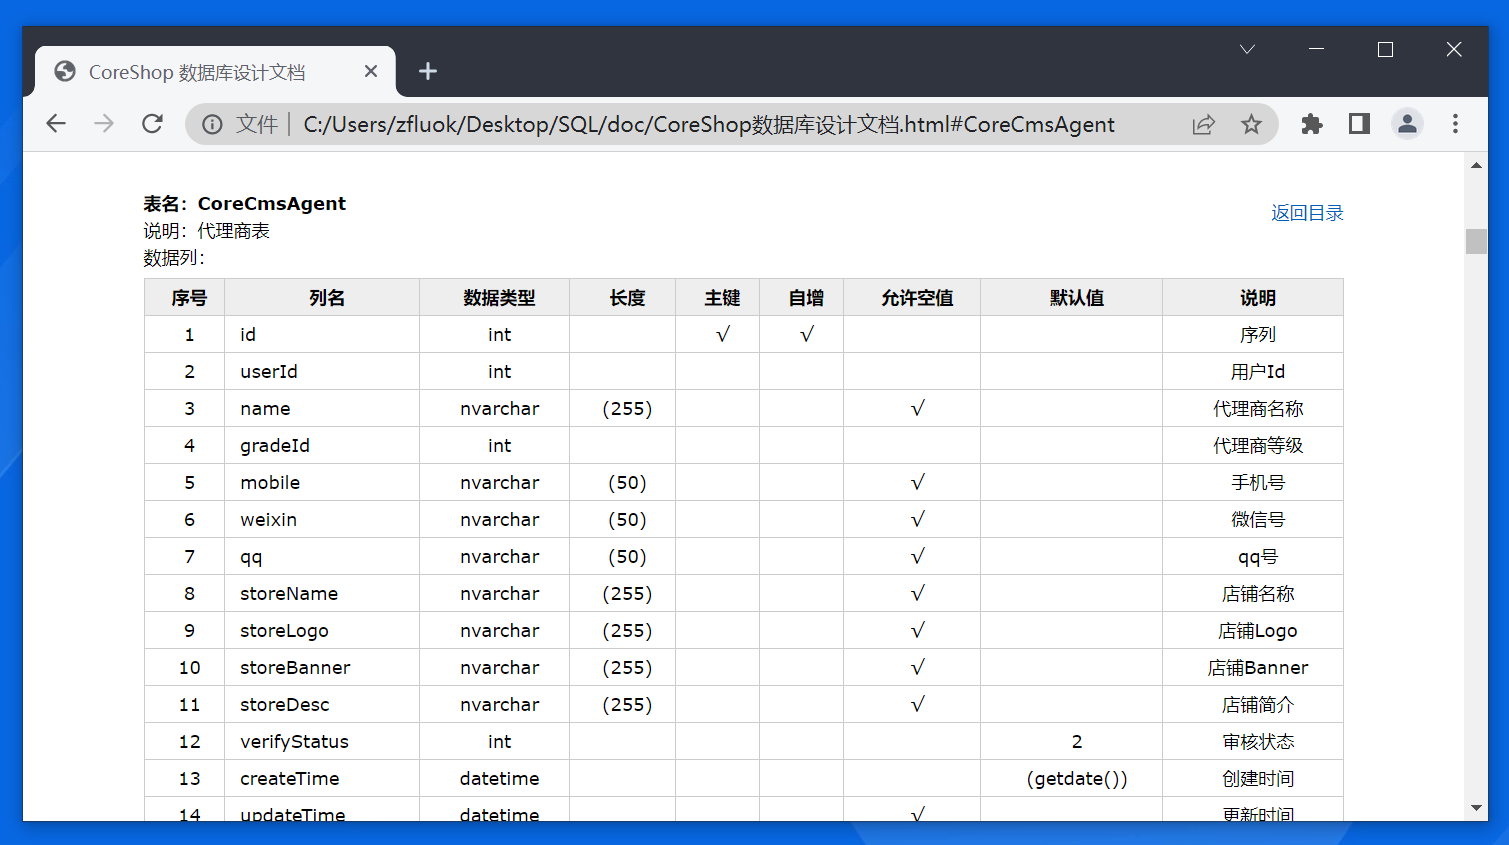 CoreShop 数据库设计文档
文件 C:/Users/zfluok/Desktop/SQL/doc/CoreShop数据库设计文档.html#CoreCmsAgent
表名：CoreCmsAgent
返回目录
说明：代理商表
数据列：
序号 列名 数据类型 长度 主键 自增 允许空值 默认值 说明
1 id int √ √ 序列
2 userId int 用户Id
3 name nvarchar (255) √ 代理商名称
4 gradeId int 代理商等级
5 mobile nvarchar (50) √ 手机号
6 weixin nvarchar (50) √ 微信号
7 qq nvarchar (50) √ qq号
8 storeName nvarchar (255) √ 店铺名称
9 storeLogo nvarchar (255) √ 店铺Logo
10 storeBanner nvarchar (255) √ 店铺Banner
11 storeDesc nvarchar (255) √ 店铺简介
12 verifyStatus int 2 审核状态
13 createTime datetime (getdate()) 创建时间
14 updateTime datetime √ 更新时间